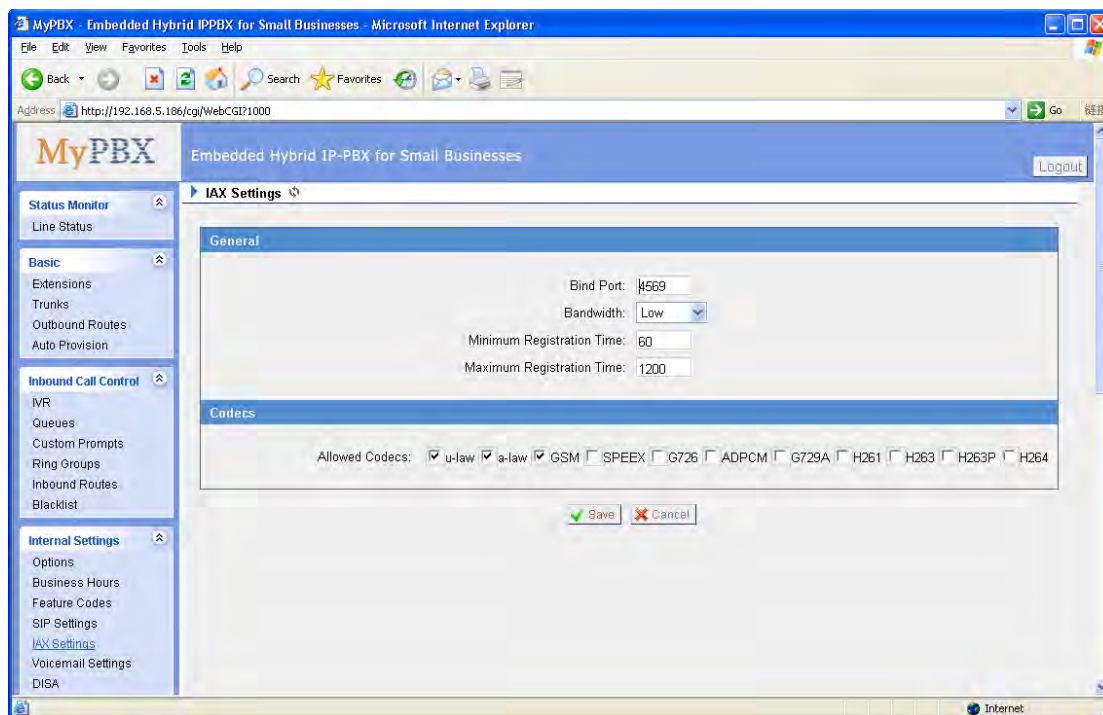 MyPBX - Embedded Hybrid IPPBX for Small Businesses - Microsoft Internet Explorer
File Edit View Favorites Tools Help
Back Search Favorites
Address http://192.168.5.186/cgi/WebCGI?1000 Go
MyPBX
Embedded Hybrid IP-PBX for Small Businesses
Logout
Status Monitor
Line Status
Basic
Extensions
Trunks
Outbound Routes
Auto Provision
Inbound Call Control
IVR
Queues
Custom Prompts
Ring Groups
Inbound Routes
Blacklist
Internal Settings
Options
Business Hours
Feature Codes
SIP Settings
IAX Settings
Voicemail Settings
DISA
IAX Settings
General
Bind Port: 4569
Bandwidth: Low
Minimum Registration Time: 60
Maximum Registration Time: 1200
Codecs
Allowed Codecs: u-law a-law GSM SPEEX G726 ADPCM G729A H261 H263 H263P H264
Save Cancel
Internet